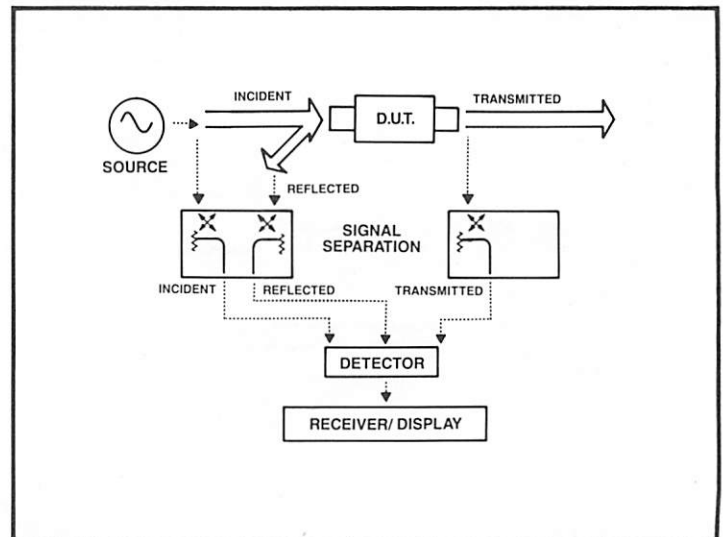 INCIDENT
D.U.T.
TRANSMITTED
SOURCE
REFLECTED
SIGNAL
SEPARATION
INCIDENT
REFLECTED
TRANSMITTED
DETECTOR
RECEIVER/ DISPLAY